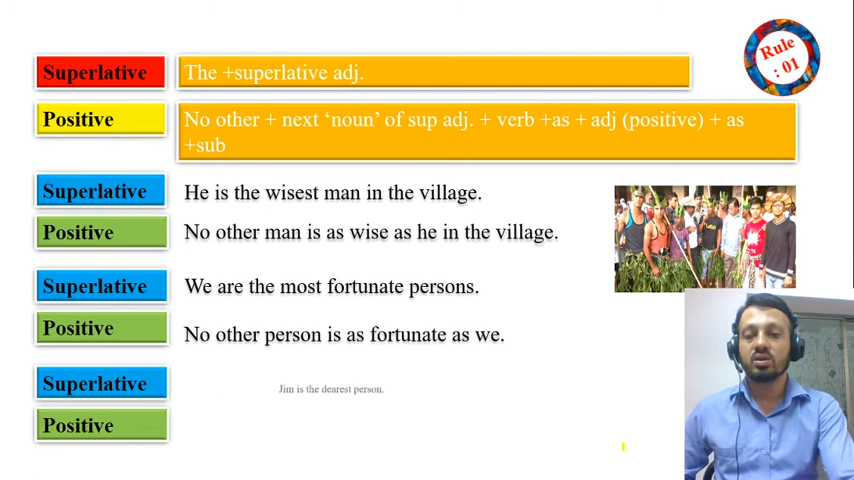 Rule
: 01
Superlative
The +superlative adj.
Positive
No other + next ‘noun’ of sup adj. + verb +as + adj (positive) + as
+sub
Superlative
He is the wisest man in the village.
Positive
No other man is as wise as he in the village.
Superlative
We are the most fortunate persons.
Positive
No other person is as fortunate as we.
Superlative
Jim is the dearest person.
Positive